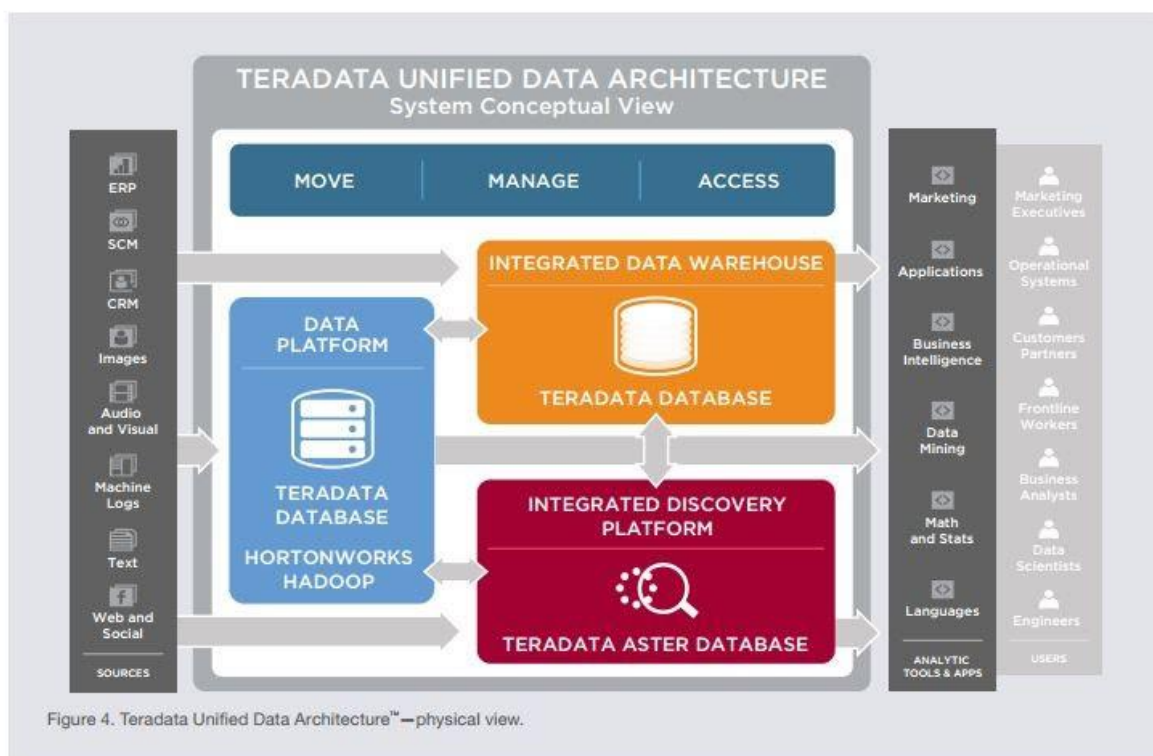 TERADATA UNIFIED DATA ARCHITECTURE
System Conceptual View
MOVE
MANAGE
ACCESS
ERP
SCM
CRM
Images
Audio
and Visual
Machine
Logs
Text
Web and
Social
SOURCES
DATA
PLATFORM
TERADATA
DATABASE
HORTONWORKS
HADOOP
INTEGRATED DATA WAREHOUSE
TERADATA DATABASE
INTEGRATED DISCOVERY
PLATFORM
TERADATA ASTER DATABASE
Marketing
Applications
Business
Intelligence
Data
Mining
Math
and Stats
Languages
ANALYTIC
TOOLS & APPS
Marketing
Executives
Operational
Systems
Customers
Partners
Frontline
Workers
Business
Analysts
Data
Scientists
Engineers
USERS
Figure 4. Teradata Unified Data Architecture™—physical view.